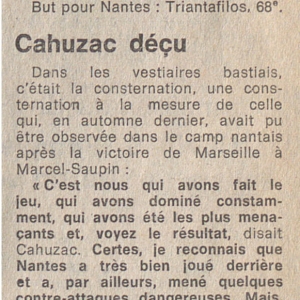 But pour Nantes : Triantafilos, 68e.
Cahuzac déçu
Dans les vestiaires bastiais,
c'était la consternation, une cons-
ternation à la mesure de celle
qui, en automne dernier, avait pu
être observée dans le camp nantais
après la victoire de Marseille à
Marcel-Saupin :
« C'est nous qui avons fait le
jeu, qui avons dominé constam-
ment, qui avons été les plus mena-
çants et, voyez le résultat, disait
Cahuzac. Certes, je reconnais que
Nantes a très bien joué derrière
et a, par ailleurs, mené quelques
contre-attaques dangereuses. Mais